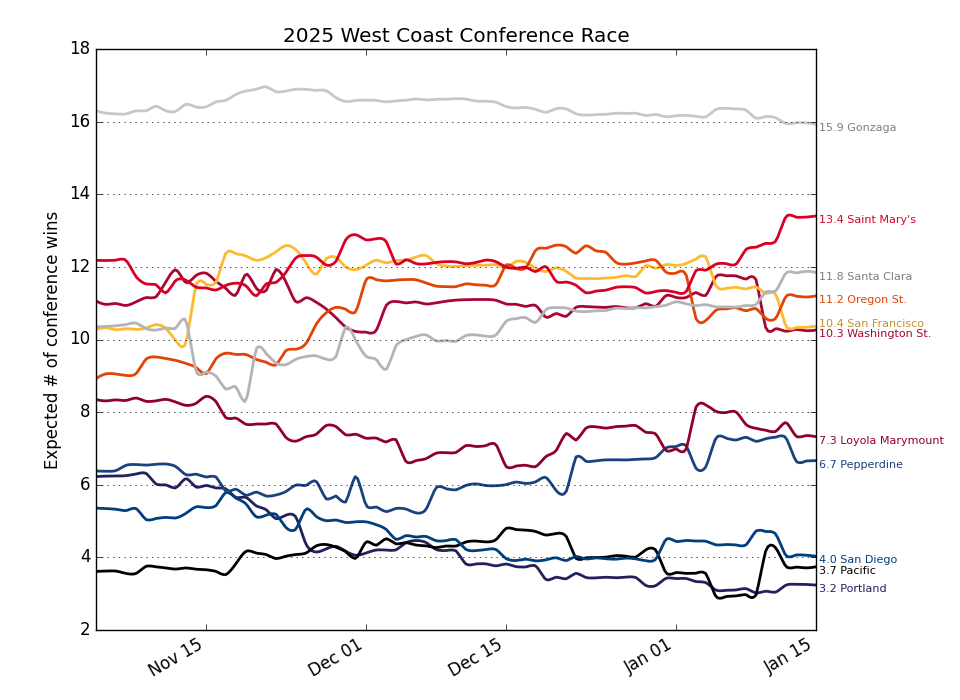 2025 West Coast Conference Race
Expected # of conference wins
18
16
14
12
10
8
6
4
2
Nov 15
Dec 01
Dec 15
Jan 01
Jan 15
15.9 Gonzaga
13.4 Saint Mary's
11.8 Santa Clara
11.2 Oregon St.
10.4 San Francisco
10.3 Washington St.
7.3 Loyola Marymount
6.7 Pepperdine
4.0 San Diego
3.7 Pacific
3.2 Portland